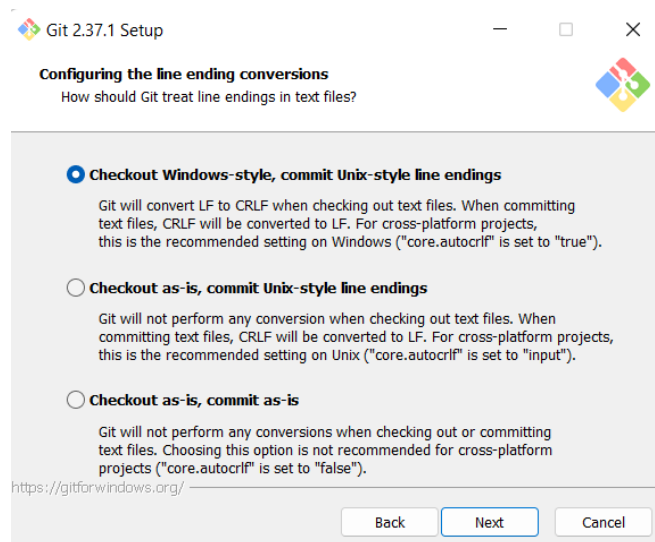 Git 2.37.1 Setup
Configuring the line ending conversions
How should Git treat line endings in text files?
Checkout Windows-style, commit Unix-style line endings
Git will convert LF to CRLF when checking out text files. When committing
text files, CRLF will be converted to LF. For cross-platform projects,
this is the recommended setting on Windows ("core.autocrlf" is set to "true").
Checkout as-is, commit Unix-style line endings
Git will not perform any conversion when checking out text files. When
committing text files, CRLF will be converted to LF. For cross-platform projects,
this is the recommended setting on Unix ("core.autocrlf" is set to "input").
Checkout as-is, commit as-is
Git will not perform any conversions when checking out or committing
text files. Choosing this option is not recommended for cross-platform
projects ("core.autocrlf" is set to "false").
https://gitforwindows.org/
Back Next Cancel